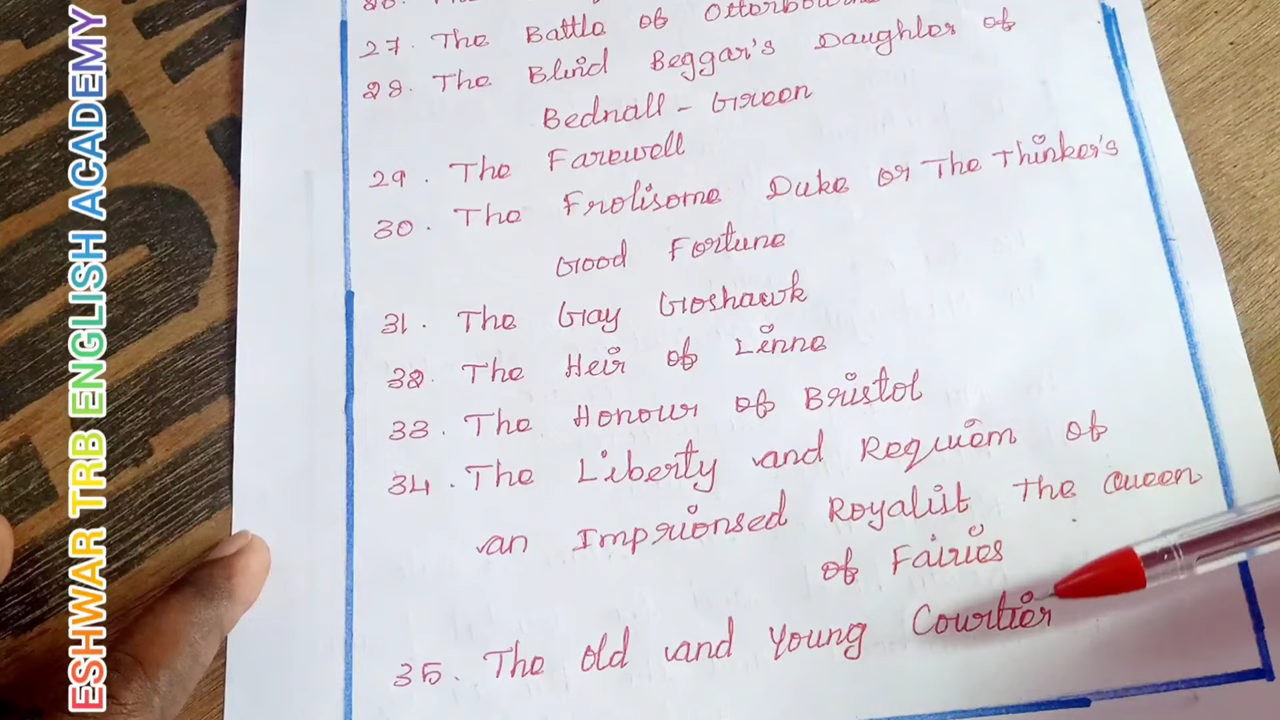 ESHWAR TRB ENGLISH ACADEMY
27. The Battle of
28. The Blind Beggar's Daughter of
Bednall - Green
29. The Farewell
30. The Frolisome Duke or The Thinker's
Good Fortune
31. The Gay Goshawk
32. The Heir of Linne
33. The Honour of Bristol
34. The Liberty and Requiem of
an Imprionsed Royalist The Queen
of Fairies
35. The old and Young Courtier